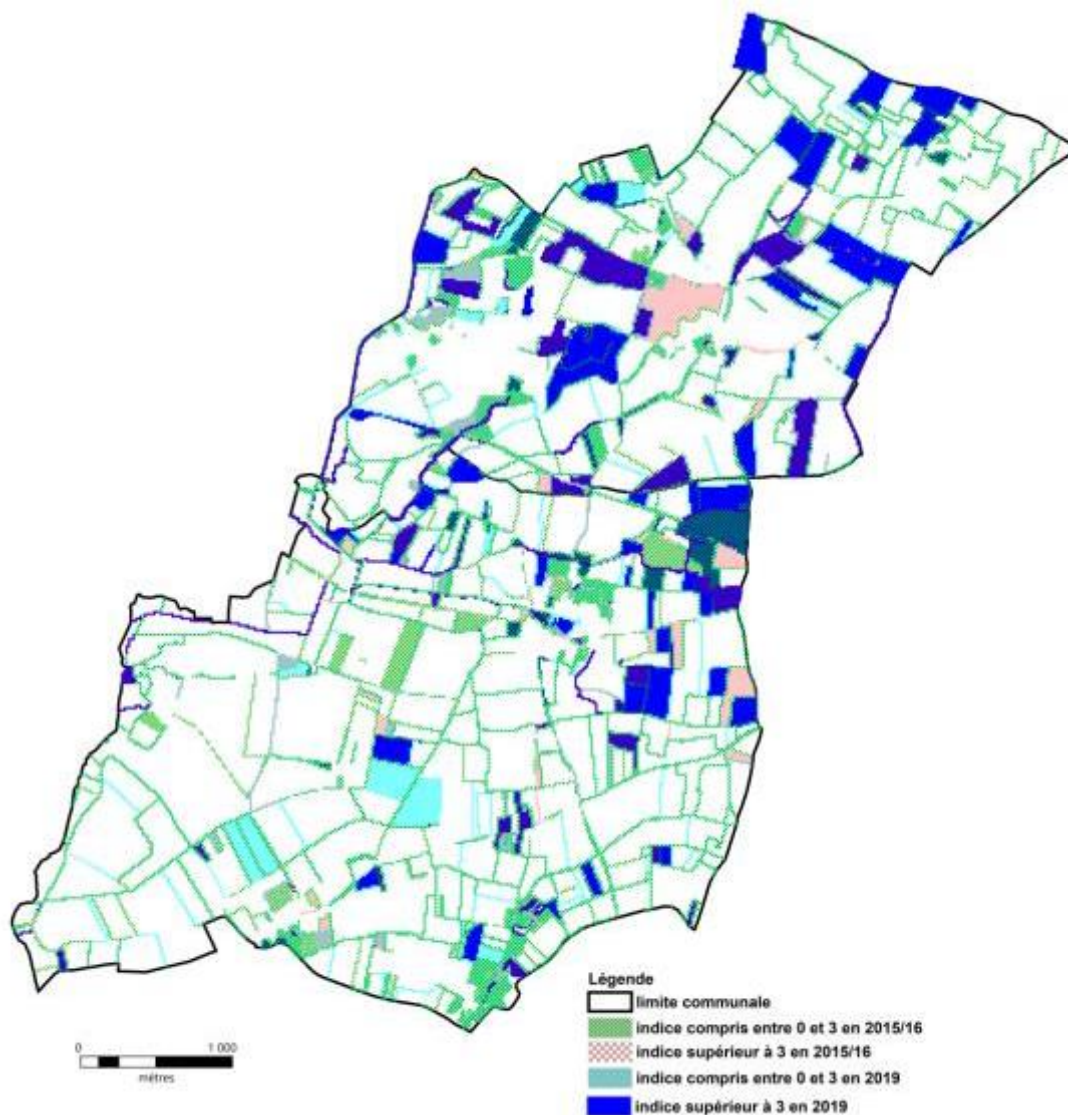 Légende
limite communale
indice compris entre 0 et 3 en 2015/16
indice supérieur à 3 en 2015/16
indice compris entre 0 et 3 en 2019
indice supérieur à 3 en 2019
0 1 000
mètres